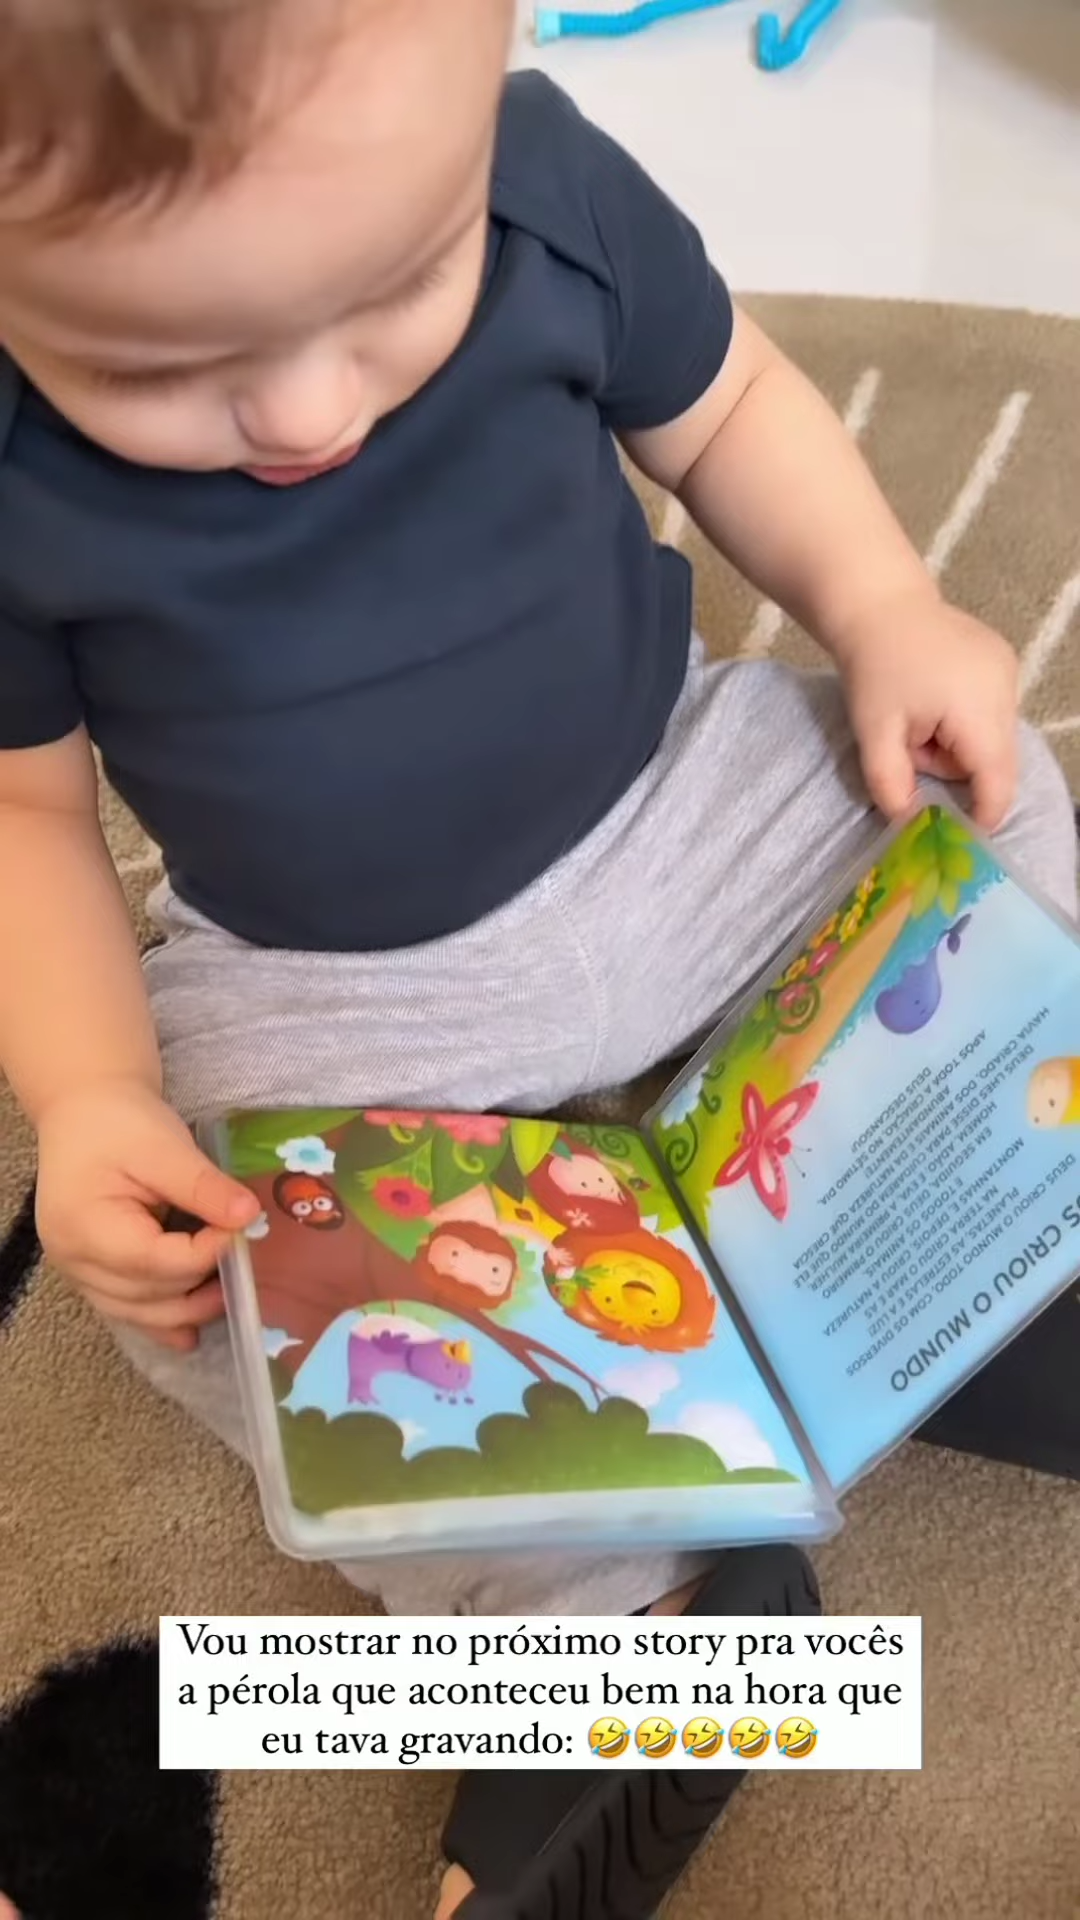 DEUS CRIOU O MUNDO
DEUS CRIOU O MUNDO TODO, COM OS DIVERSOS
PLANETAS, AS ESTRELAS E A LUZ!
NA TERRA, CRIOU O MAR E AS
MONTANHAS E, DEPOIS, CRIOU A NATUREZA
E TODOS OS ANIMAIS.
EM SEGUIDA, DEUS CRIOU O PRIMEIRO
HOMEM, ADÃO, E A PRIMEIRA MULHER, EVA.
DEUS LHES DISSE PARA CUIDAREM DO MUNDO QUE ELE
HAVIA CRIADO, DOS ANIMAIS E DA NATUREZA QUE CRESCIA
ABUNDANTEMENTE.
APÓS TODA A CRIAÇÃO, NO SÉTIMO DIA,
DEUS DESCANSOU!
Vou mostrar no próximo story pra vocês
a pérola que aconteceu bem na hora que
eu tava gravando: 🤣🤣🤣🤣🤣